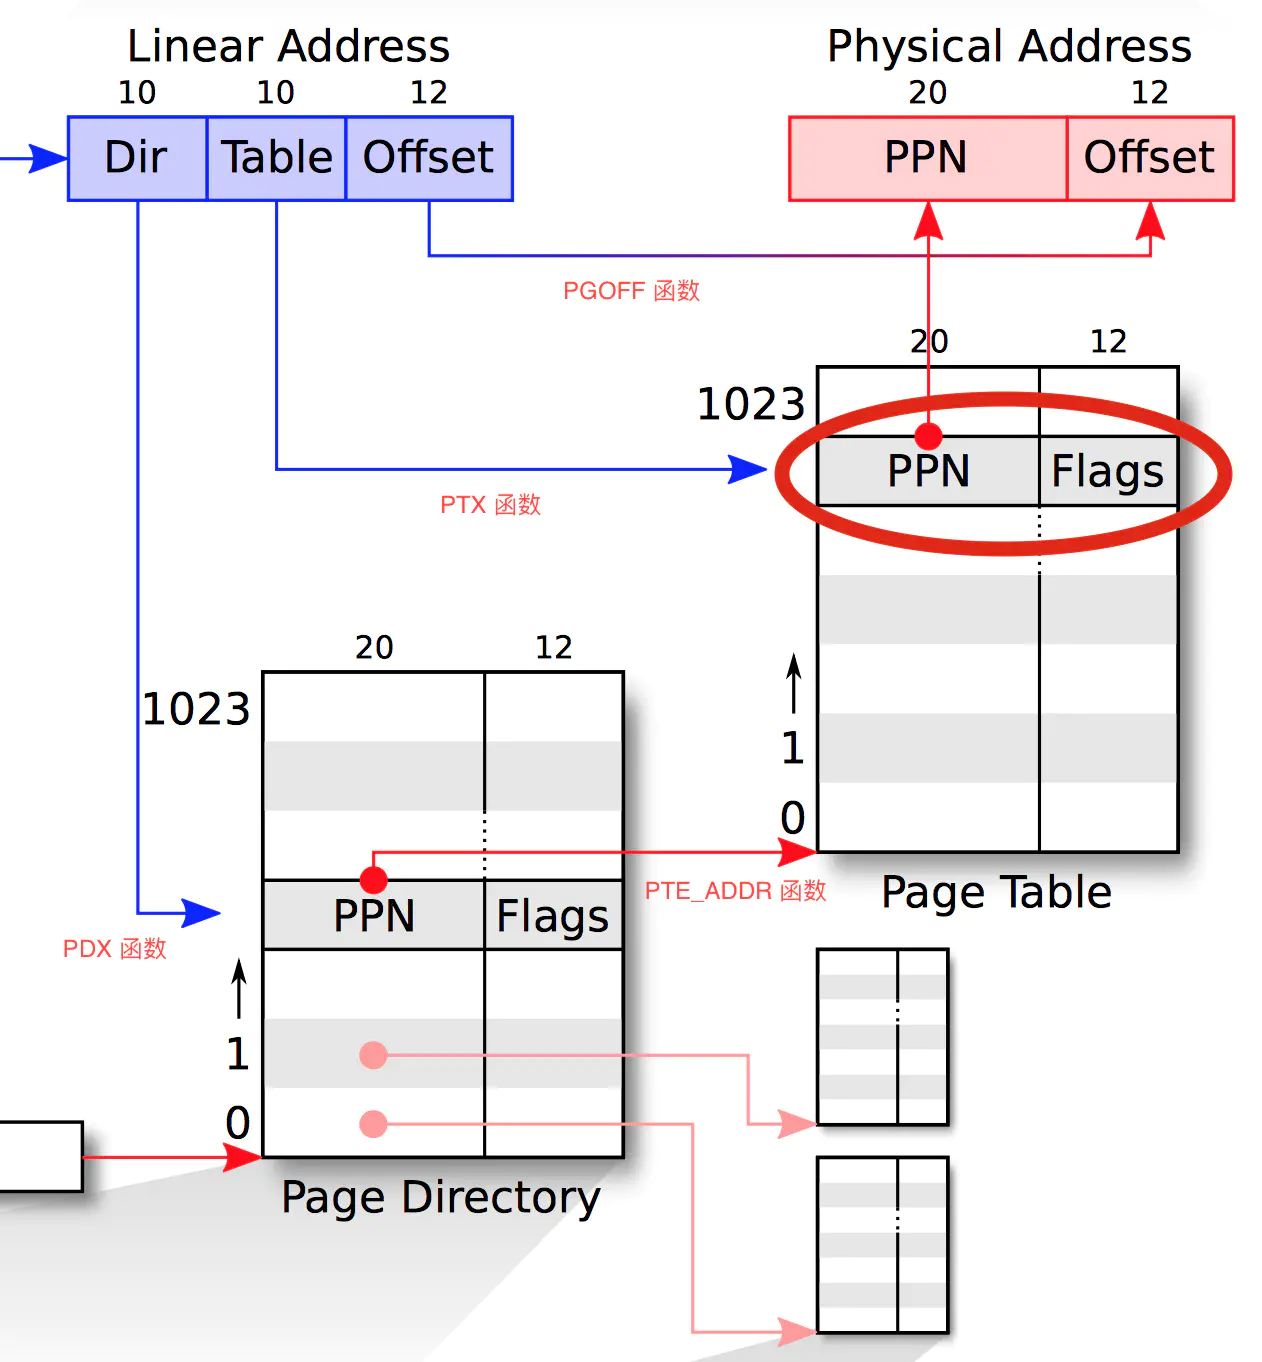 Linear Address
10 10 12
Dir Table Offset
Physical Address
20 12
PPN Offset
PGOFF 函数
20 12
1023
PPN Flags
PTX 函数
1
0
Page Table
20 12
1023
PPN Flags
PTE_ADDR 函数
PDX 函数
1
0
Page Directory